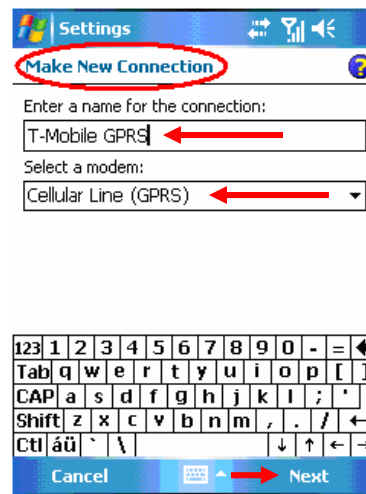 Settings
Make New Connection
Enter a name for the connection:
T-Mobile GPRS
Select a modem:
Cellular Line (GPRS)
123 1 2 3 4 5 6 7 8 9 0 - =
Tab q w e r t y u i o p [ ]
CAP a s d f g h j k l ; '
Shift z x c v b n m , . /
Ctl áü ` \
Cancel Next